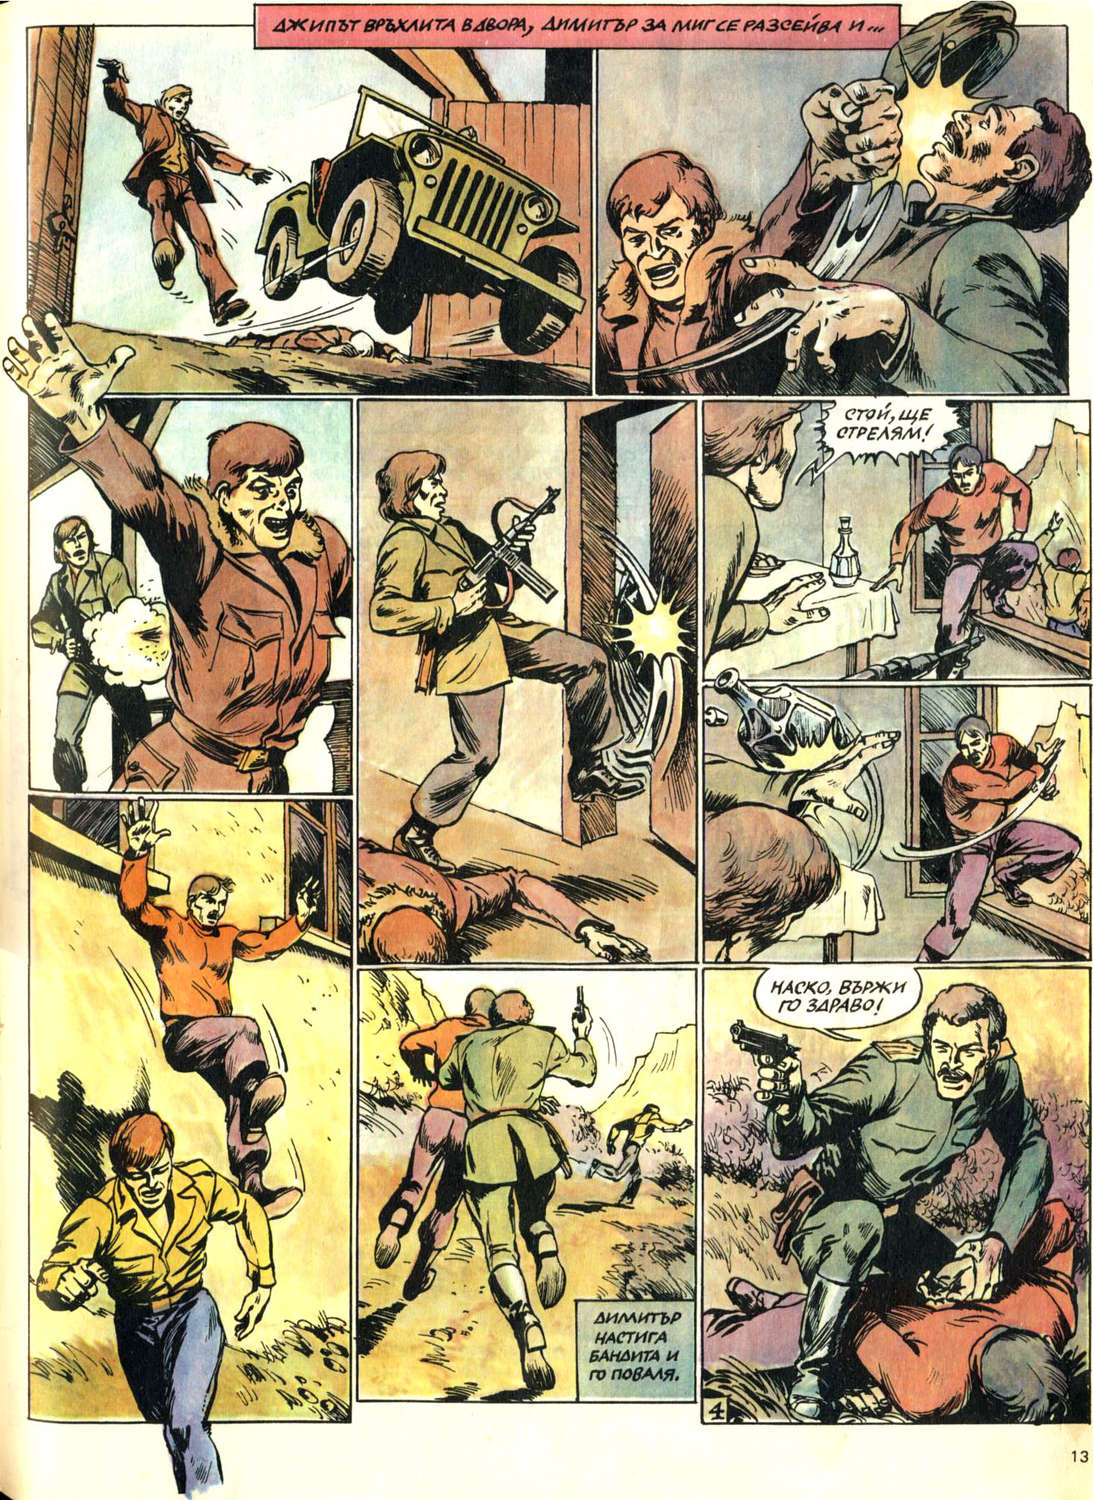 ДЖИПЪТ ВРЪХЛИТА В ДВОРА, ДИМИТЪР ЗА МИГ СЕ РАЗСЕЙВА И ...
СТОЙ, ЩЕ
СТРЕЛЯМ!
ДИМИТЪР
НАСТИГА
БАНДИТА И
ГО ПОВАЛЯ.
НАСКО, ВЪРЖИ
ГО ЗДРАВО!
4
13